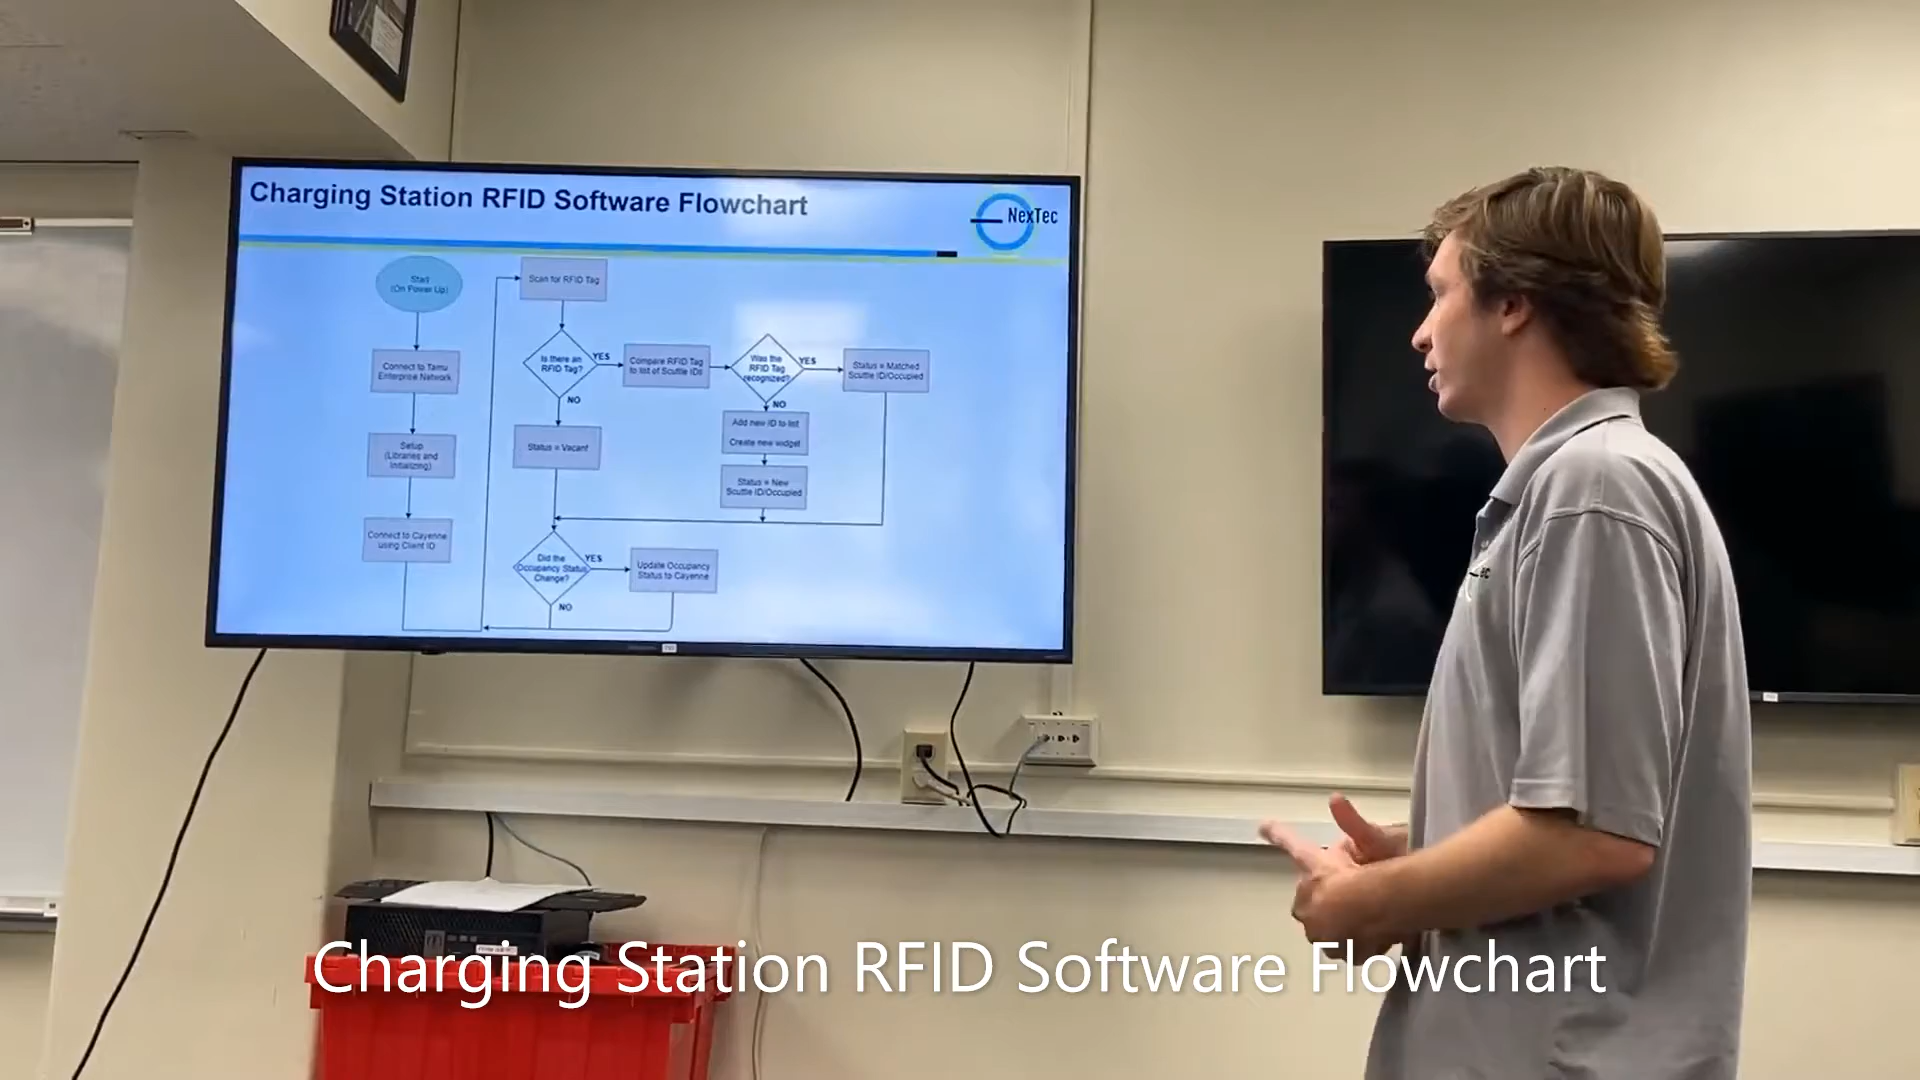 Charging Station RFID Software Flowchart
NexTec
Start
(On Power Up)
Connect to Tamu
Enterprise Network
Setup
(Libraries and
Initializing)
Connect to Cayenne
using Client ID
Scan for RFID Tag
Is there an
RFID Tag?
YES
NO
Compare RFID Tag
to list of Scuttle IDs
Was the
RFID Tag
recognized?
YES
NO
Status = Matched
Scuttle ID/Occupied
Add new ID to list
Create new widget
Status = New
Scuttle ID/Occupied
Status = Vacant
Did the
Occupancy Status
Change?
YES
NO
Update Occupancy
Status to Cayenne
Charging Station RFID Software Flowchart